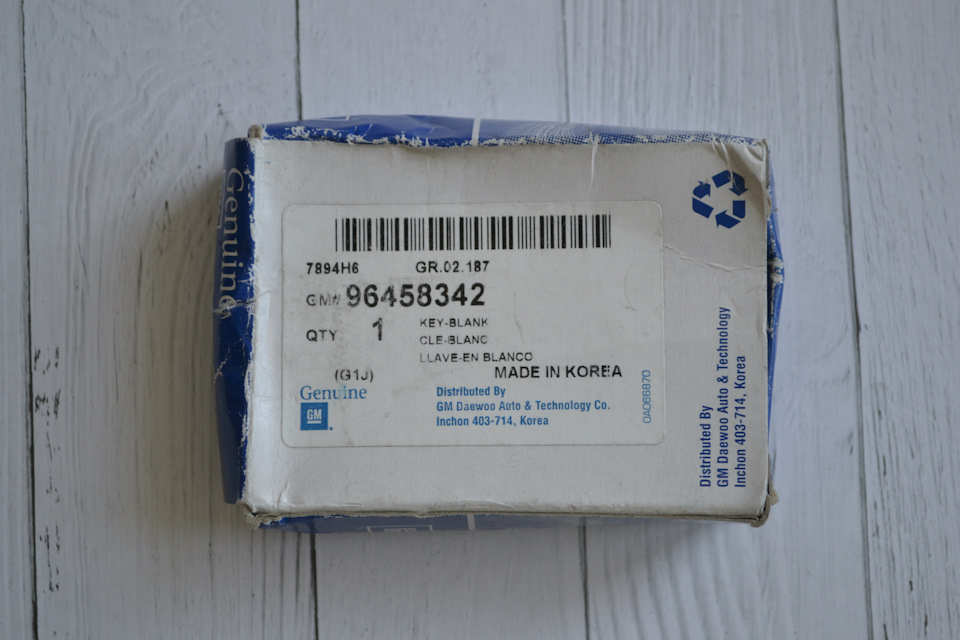 Genuine
7894H6 GR.02.187
GM# 96458342
QTY 1 KEY-BLANK
CLE-BLANC
LLAVE-EN BLANCO
MADE IN KOREA
(G1J)
Genuine
GM
Distributed By
GM Daewoo Auto & Technology Co.
Inchon 403-714, Korea
0A066870
Distributed By
GM Daewoo Auto & Technology
Inchon 403-714, Korea